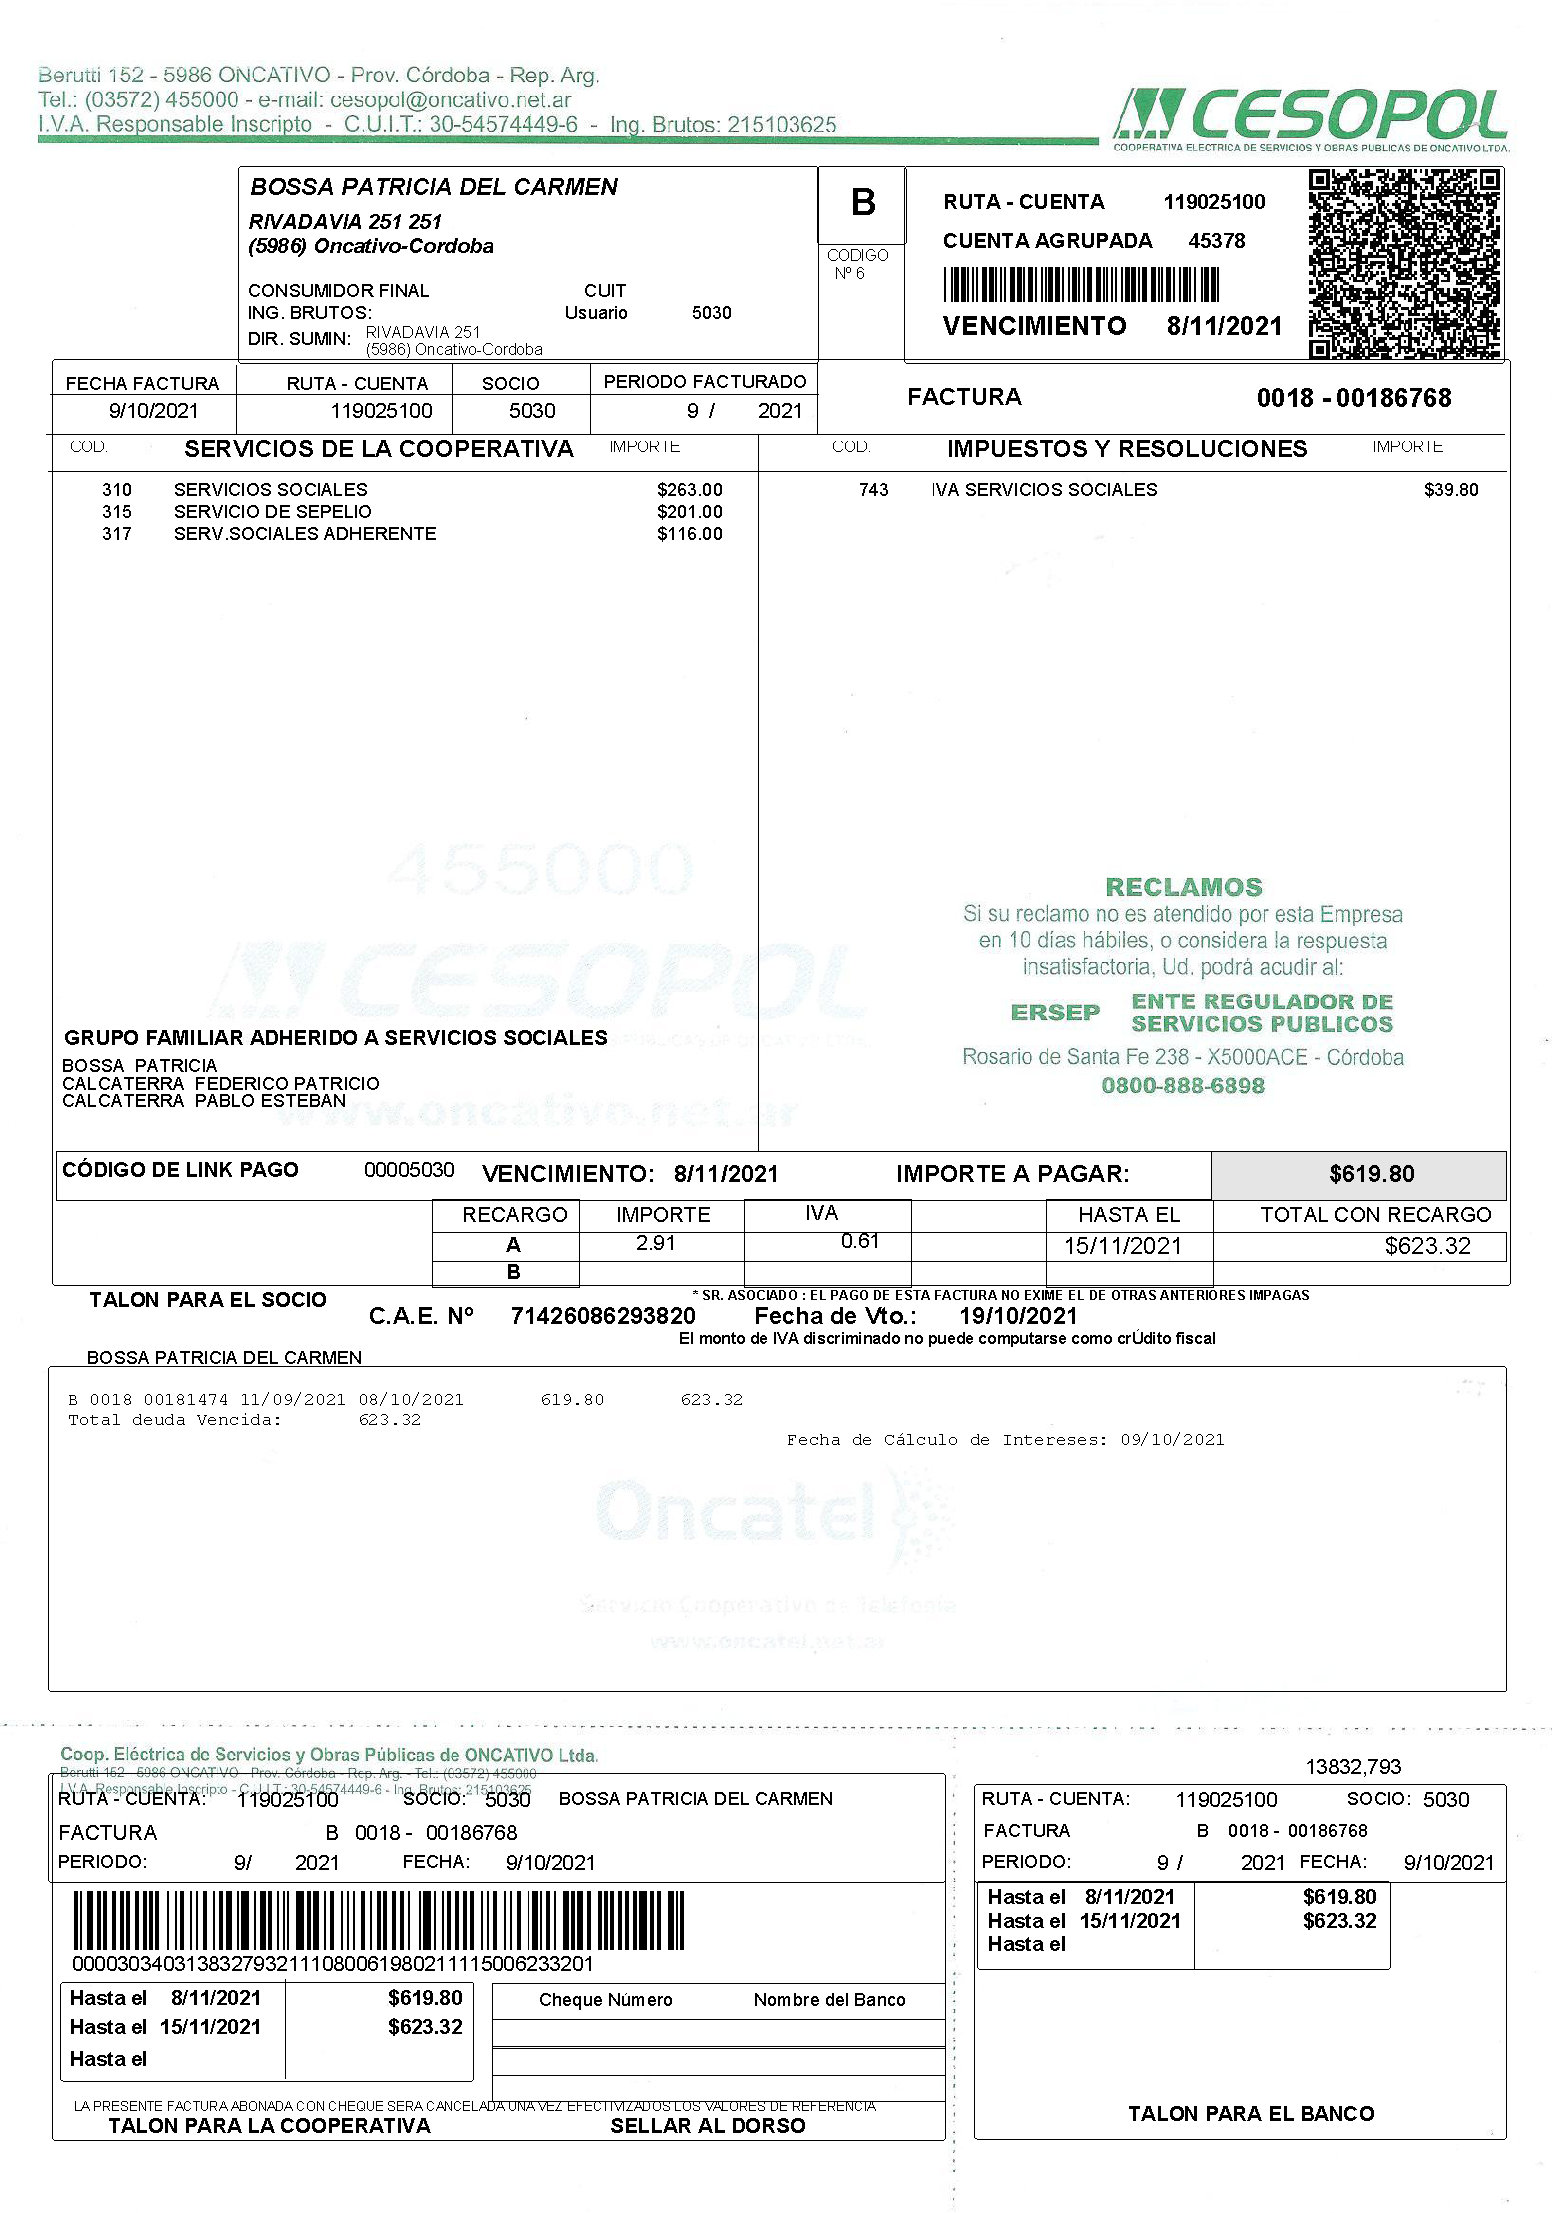 Berutti 152 - 5986 ONCATIVO - Prov. Córdoba - Rep. Arg.
Tel.: (03572) 455000 - e-mail: cesopol@oncativo.net.ar
I.V.A. Responsable Inscripto - C.U.I.T.: 30-54574449-6 - Ing. Brutos: 215103625
CESOPOL
COOPERATIVA ELECTRICA DE SERVICIOS Y OBRAS PUBLICAS DE ONCATIVO LTDA.
BOSSA PATRICIA DEL CARMEN
RIVADAVIA 251 251
(5986) Oncativo-Cordoba
CONSUMIDOR FINAL CUIT
ING. BRUTOS: Usuario 5030
DIR. SUMIN: RIVADAVIA 251
(5986) Oncativo-Cordoba
B
CODIGO
Nº 6
RUTA - CUENTA 119025100
CUENTA AGRUPADA 45378
VENCIMIENTO 8/11/2021
FECHA FACTURA RUTA - CUENTA SOCIO PERIODO FACTURADO
9/10/2021 119025100 5030 9 / 2021
FACTURA 0018 - 00186768
COD. SERVICIOS DE LA COOPERATIVA IMPORTE COD. IMPUESTOS Y RESOLUCIONES IMPORTE
310 SERVICIOS SOCIALES $263.00 743 IVA SERVICIOS SOCIALES $39.80
315 SERVICIO DE SEPELIO $201.00
317 SERV.SOCIALES ADHERENTE $116.00
455000
CESOPOL
RECLAMOS
Si su reclamo no es atendido por esta Empresa
en 10 días hábiles, o considera la respuesta
insatisfactoria, Ud. podrá acudir al:
ERSEP ENTE REGULADOR DE
SERVICIOS PUBLICOS
Rosario de Santa Fe 238 - X5000ACE - Córdoba
0800-888-6898
GRUPO FAMILIAR ADHERIDO A SERVICIOS SOCIALES
BOSSA PATRICIA
CALCATERRA FEDERICO PATRICIO
CALCATERRA PABLO ESTEBAN
www.oncativo.net.ar
CÓDIGO DE LINK PAGO 00005030 VENCIMIENTO: 8/11/2021 IMPORTE A PAGAR: $619.80
RECARGO IMPORTE IVA HASTA EL TOTAL CON RECARGO
A 2.91 0.61 15/11/2021 $623.32
B
TALON PARA EL SOCIO
* SR. ASOCIADO : EL PAGO DE ESTA FACTURA NO EXIME EL DE OTRAS ANTERIORES IMPAGAS
C.A.E. Nº 71426086293820 Fecha de Vto.: 19/10/2021
El monto de IVA discriminado no puede computarse como crÚdito fiscal
BOSSA PATRICIA DEL CARMEN
B 0018 00181474 11/09/2021 08/10/2021 619.80 623.32
Total deuda Vencida: 623.32
Fecha de Cálculo de Intereses: 09/10/2021
Oncatel
Servicio Cooperativo de Telefonía
www.oncatel.net.ar
Coop. Eléctrica de Servicios y Obras Públicas de ONCATIVO Ltda.
Berutti 152 - 5986 ONCATIVO - Prov. Córdoba - Rep. Arg. - Tel.: (03572) 455000
I.V.A. Responsable Inscripto - C.U.I.T.: 30-54574449-6 - Ing. Brutos: 215103625
RUTA - CUENTA: 119025100 SOCIO: 5030 BOSSA PATRICIA DEL CARMEN
FACTURA B 0018 - 00186768
PERIODO: 9/ 2021 FECHA: 9/10/2021
0000303403138327932111080061980211115006233201
Hasta el 8/11/2021 $619.80
Hasta el 15/11/2021 $623.32
Hasta el
Cheque Número Nombre del Banco
LA PRESENTE FACTURA ABONADA CON CHEQUE SERA CANCELADA UNA VEZ EFECTIVIZADOS LOS VALORES DE REFERENCIA
TALON PARA LA COOPERATIVA SELLAR AL DORSO
13832,793
RUTA - CUENTA: 119025100 SOCIO: 5030
FACTURA B 0018 - 00186768
PERIODO: 9 / 2021 FECHA: 9/10/2021
Hasta el 8/11/2021 $619.80
Hasta el 15/11/2021 $623.32
Hasta el
TALON PARA EL BANCO